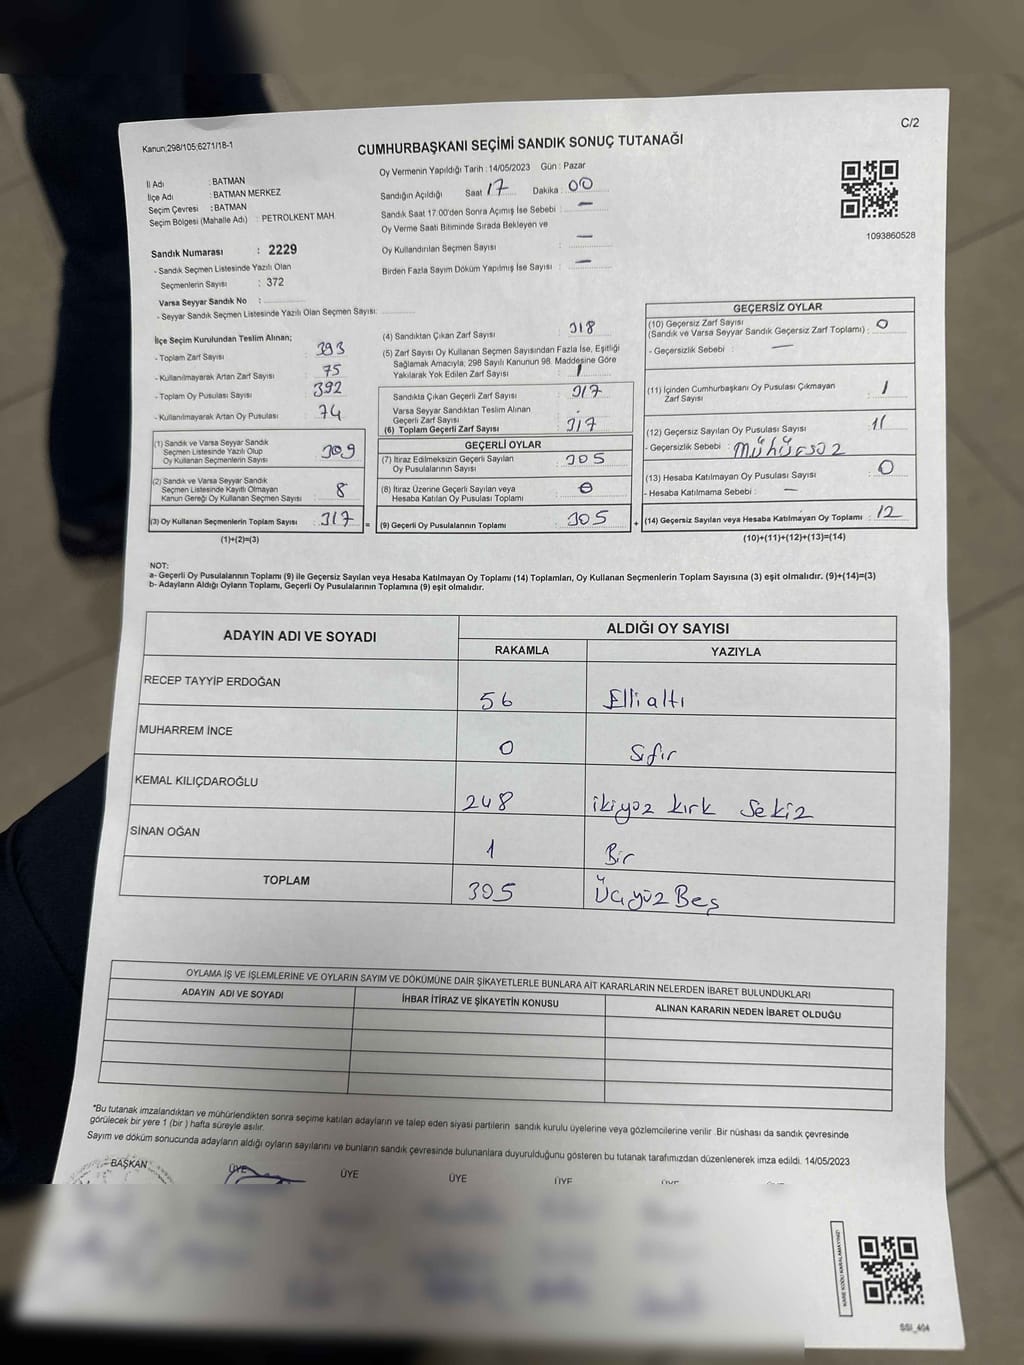 C/2
Kanun;298/105;6271/18-1
CUMHURBAŞKANI SEÇİMİ SANDIK SONUÇ TUTANAĞI
Oy Vermenin Yapıldığı Tarih : 14/05/2023 Gün : Pazar
İl Adı : BATMAN
İlçe Adı : BATMAN MERKEZ
Seçim Çevresi : BATMAN
Seçim Bölgesi (Mahalle Adı) : PETROLKENT MAH.
Sandığın Açıldığı Saat 17 Dakika : 00
Sandık Saat 17.00'den Sonra Açımış İse Sebebi : —
Oy Verme Saati Bitiminde Sırada Bekleyen ve
Oy Kullandırılan Seçmen Sayısı : —
Birden Fazla Sayım Döküm Yapılmış İse Sayısı : —
1093860528
Sandık Numarası : 2229
- Sandık Seçmen Listesinde Yazılı Olan
Seçmenlerin Sayısı : 372
Varsa Seyyar Sandık No :
- Seyyar Sandık Seçmen Listesinde Yazılı Olan Seçmen Sayısı:
İlçe Seçim Kurulundan Teslim Alınan;
- Toplam Zarf Sayısı : 393
- Kullanılmayarak Artan Zarf Sayısı : 75
- Toplam Oy Pusulası Sayısı : 392
- Kullanılmayarak Artan Oy Pusulası : 74
(1) Sandık ve Varsa Seyyar Sandık
Seçmen Listesinde Yazılı Olup
Oy Kullanan Seçmenlerin Sayısı : 309
(2) Sandık ve Varsa Seyyar Sandık
Seçmen Listesinde Kayıtlı Olmayan
Kanun Gereği Oy Kullanan Seçmen Sayısı : 8
(3) Oy Kullanan Seçmenlerin Toplam Sayısı : 317 =
(1)+(2)=(3)
(4) Sandıktan Çıkan Zarf Sayısı : 318
(5) Zarf Sayısı Oy Kullanan Seçmen Sayısından Fazla İse, Eşitliği
Sağlamak Amacıyla; 298 Sayılı Kanunun 98. Maddesine Göre
Yakılarak Yok Edilen Zarf Sayısı : 1
Sandıkta Çıkan Geçerli Zarf Sayısı : 317
Varsa Seyyar Sandıktan Teslim Alınan
Geçerli Zarf Sayısı :
(6) Toplam Geçerli Zarf Sayısı : 317
GEÇERLİ OYLAR
(7) İtiraz Edilmeksizin Geçerli Sayılan
Oy Pusulalarının Sayısı : 305
(8) İtiraz Üzerine Geçerli Sayılan veya
Hesaba Katılan Oy Pusulası Toplamı : 0
(9) Geçerli Oy Pusulalarının Toplamı : 305 +
GEÇERSİZ OYLAR
(10) Geçersiz Zarf Sayısı
(Sandık ve Varsa Seyyar Sandık Geçersiz Zarf Toplamı) : 0
- Geçersizlik Sebebi : —
(11) İçinden Cumhurbaşkanı Oy Pusulası Çıkmayan
Zarf Sayısı : 1
(12) Geçersiz Sayılan Oy Pusulası Sayısı : 11
- Geçersizlik Sebebi : Mühürsüz
(13) Hesaba Katılmayan Oy Pusulası Sayısı : 0
- Hesaba Katılmama Sebebi : —
(14) Geçersiz Sayılan veya Hesaba Katılmayan Oy Toplamı : 12
(10)+(11)+(12)+(13)=(14)
NOT:
a- Geçerli Oy Pusulalarının Toplamı (9) ile Geçersiz Sayılan veya Hesaba Katılmayan Oy Toplamı (14) Toplamları, Oy Kullanan Seçmenlerin Toplam Sayısına (3) eşit olmalıdır. (9)+(14)=(3)
b- Adayların Aldığı Oyların Toplamı, Geçerli Oy Pusulalarının Toplamına (9) eşit olmalıdır.
ADAYIN ADI VE SOYADI ALDIĞI OY SAYISI
RAKAMLA YAZIYLA
RECEP TAYYİP ERDOĞAN 56 Elli altı
MUHARREM İNCE 0 Sıfır
KEMAL KILIÇDAROĞLU 248 ikiyüz kırk Sekiz
SİNAN OĞAN 1 Bir
TOPLAM 305 Üçyüz Beş
OYLAMA İŞ VE İŞLEMLERİNE VE OYLARIN SAYIM VE DÖKÜMÜNE DAİR ŞİKAYETLERLE BUNLARA AİT KARARLARIN NELERDEN İBARET BULUNDUKLARI
ADAYIN ADI VE SOYADI İHBAR İTİRAZ VE ŞİKAYETİN KONUSU ALINAN KARARIN NEDEN İBARET OLDUĞU
*Bu tutanak imzalandıktan ve mühürlendikten sonra seçime katılan adayların ve talep eden siyasi partilerin sandık kurulu üyelerine veya gözlemcilerine verilir .Bir nüshası da sandık çevresinde
görülecek bir yere 1 (bir ) hafta süreyle asılır.
Sayım ve döküm sonucunda adayların aldığı oyların sayılarını ve bunların sandık çevresinde bulunanlara duyurulduğunu gösteren bu tutanak tarafımızdan düzenlenerek imza edildi. 14/05/2023
BAŞKAN ÜYE ÜYE ÜYE ÜYE ÜYE
KARE KODU KARALAMAYINIZ!
SSI_404